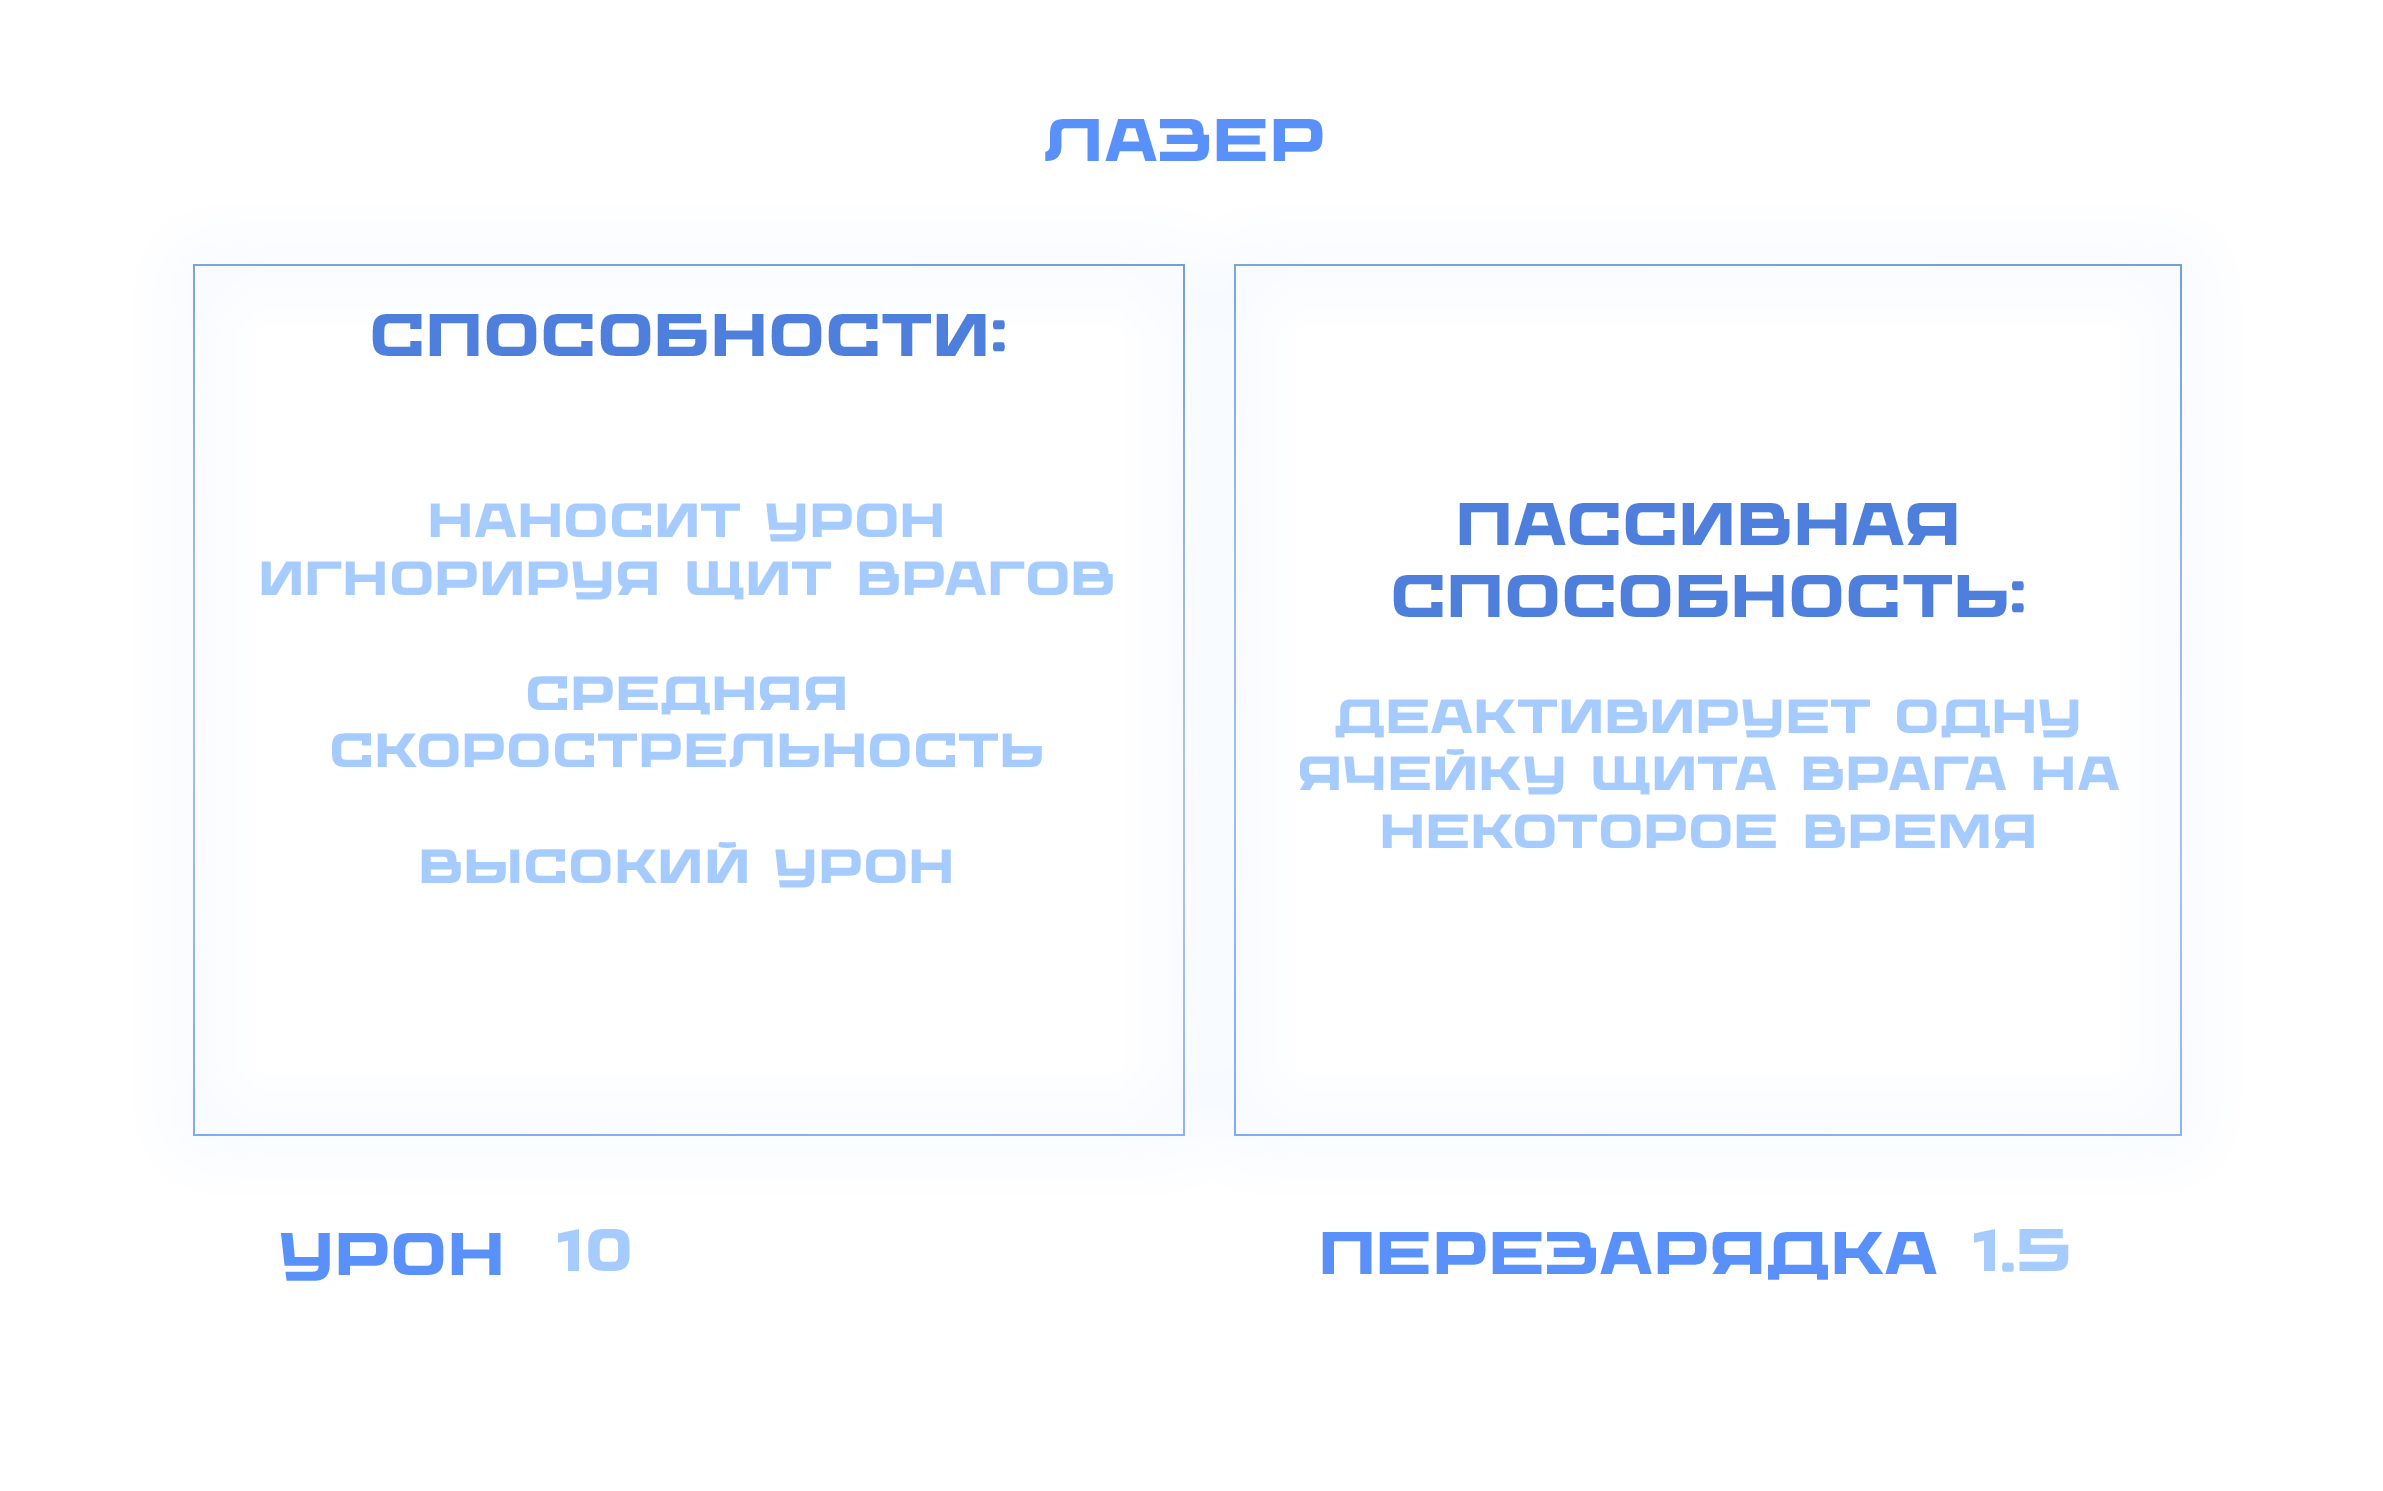 ЛАЗЕР
СПОСОБНОСТИ:
НАНОСИТ УРОН
ИГНОРИРУЯ ЩИТ ВРАГОВ
СРЕДНЯЯ
СКОРОСТРЕЛЬНОСТЬ
ВЫСОКИЙ УРОН
ПАССИВНАЯ
СПОСОБНОСТЬ:
ДЕАКТИВИРУЕТ ОДНУ
ЯЧЕЙКУ ЩИТА ВРАГА НА
НЕКОТОРОЕ ВРЕМЯ
УРОН 10
ПЕРЕЗАРЯДКА 1.5